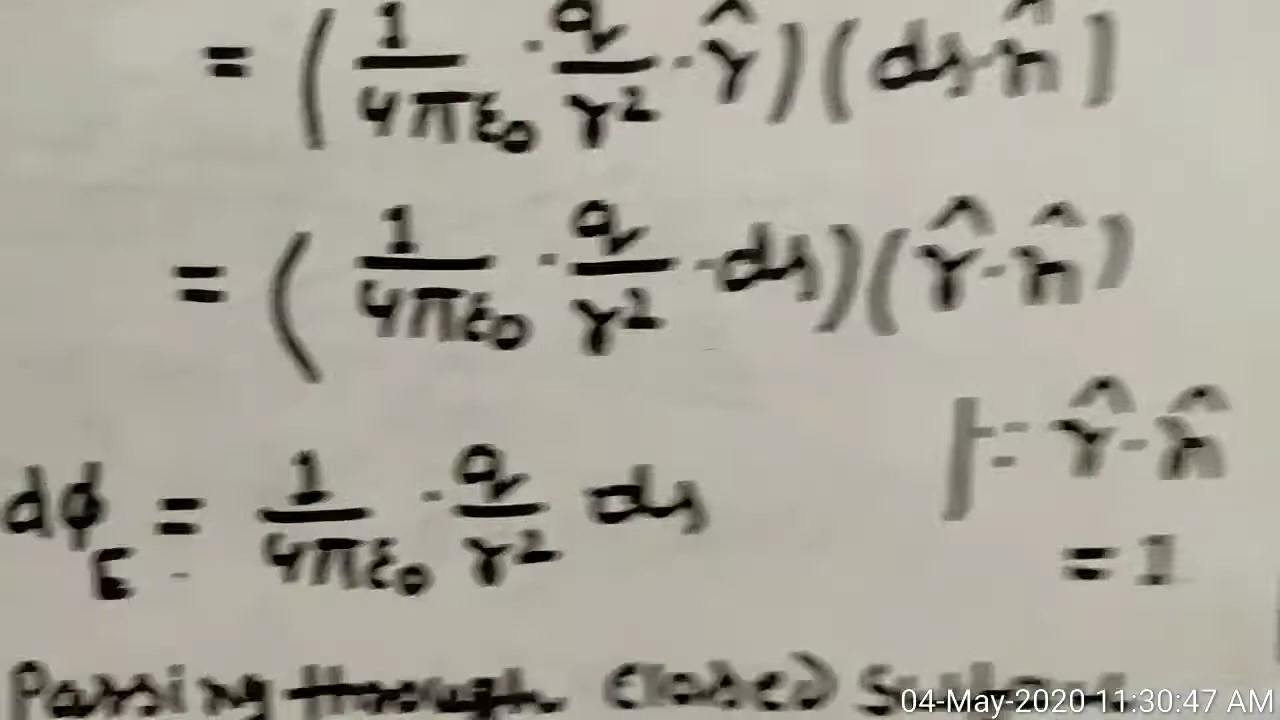 = (1/4πε₀ · q/r² · r̂)(ds·n̂)
= (1/4πε₀ · q/r² · ds)(r̂·n̂)
∵ r̂·n̂ = 1
dϕ_E = 1/4πε₀ · q/r² ds
Passing through closed
04-May-2020 11:30:47 AM